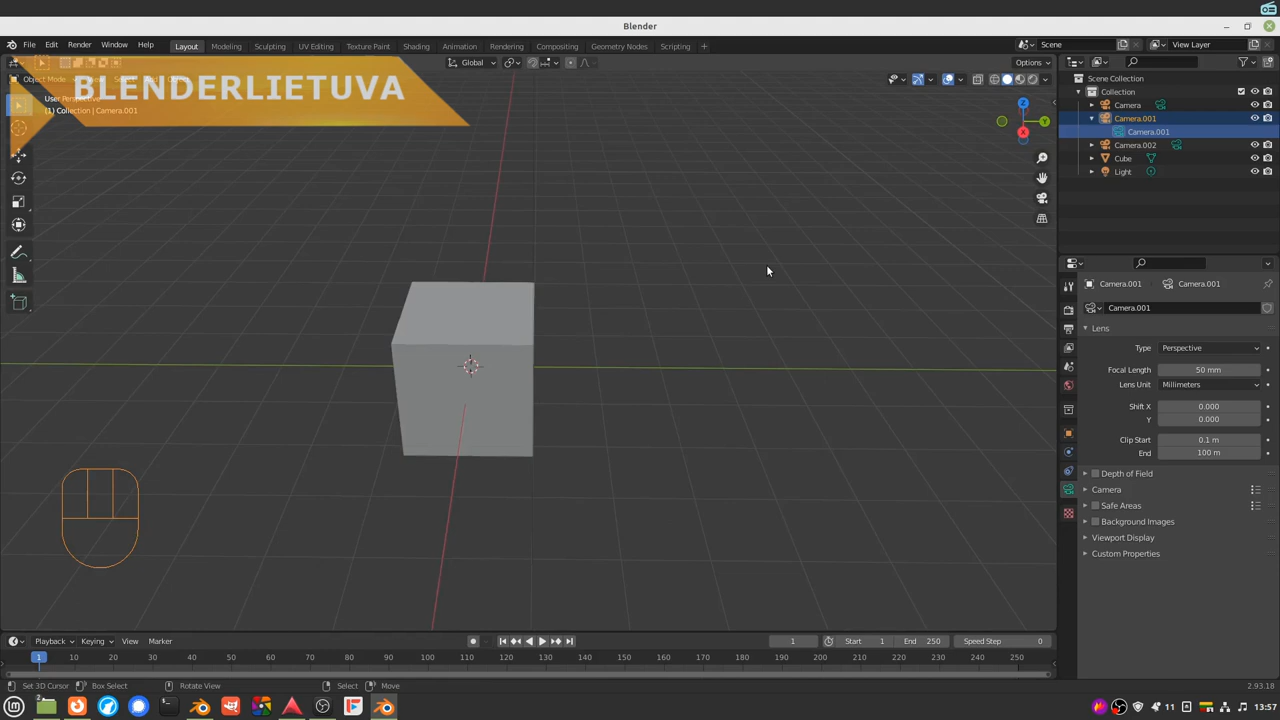 Blender
File Edit Render Window Help
Layout Modeling Sculpting UV Editing Texture Paint Shading Animation Rendering Compositing Geometry Nodes Scripting +
Scene
View Layer
Global
Options
Object Mode
BLENDERLIETUVA
User Perspective
(1) Collection | Camera.001
X
Y
Z
Scene Collection
Collection
Camera
Camera.001
Camera.001
Camera.002
Cube
Light
Camera.001
Camera.001
Camera.001
Lens
Type Perspective
Focal Length 50 mm
Lens Unit Millimeters
Shift X 0.000
Y 0.000
Clip Start 0.1 m
End 100 m
Depth of Field
Camera
Safe Areas
Background Images
Viewport Display
Custom Properties
Playback Keying View Marker
1
Start 1
End 250
Speed Step 0
1 10 20 30 40 50 60 70 80 90 100 110 120 130 140 150 160 170 180 190 200 210 220 230 240 250
Set 3D Cursor
Box Select
Rotate View
Select
Move
2.93.18
2
11
13:57